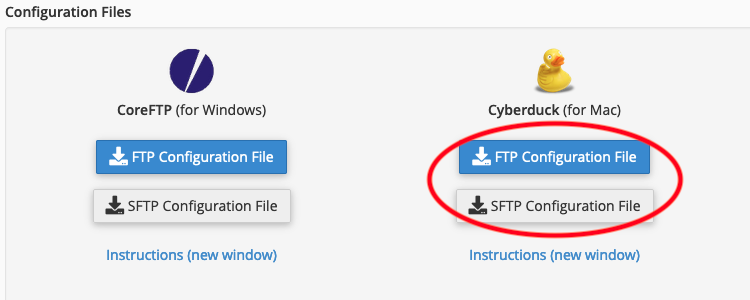 Configuration Files
CoreFTP (for Windows)
FTP Configuration File
SFTP Configuration File
Instructions (new window)
Cyberduck (for Mac)
FTP Configuration File
SFTP Configuration File
Instructions (new window)